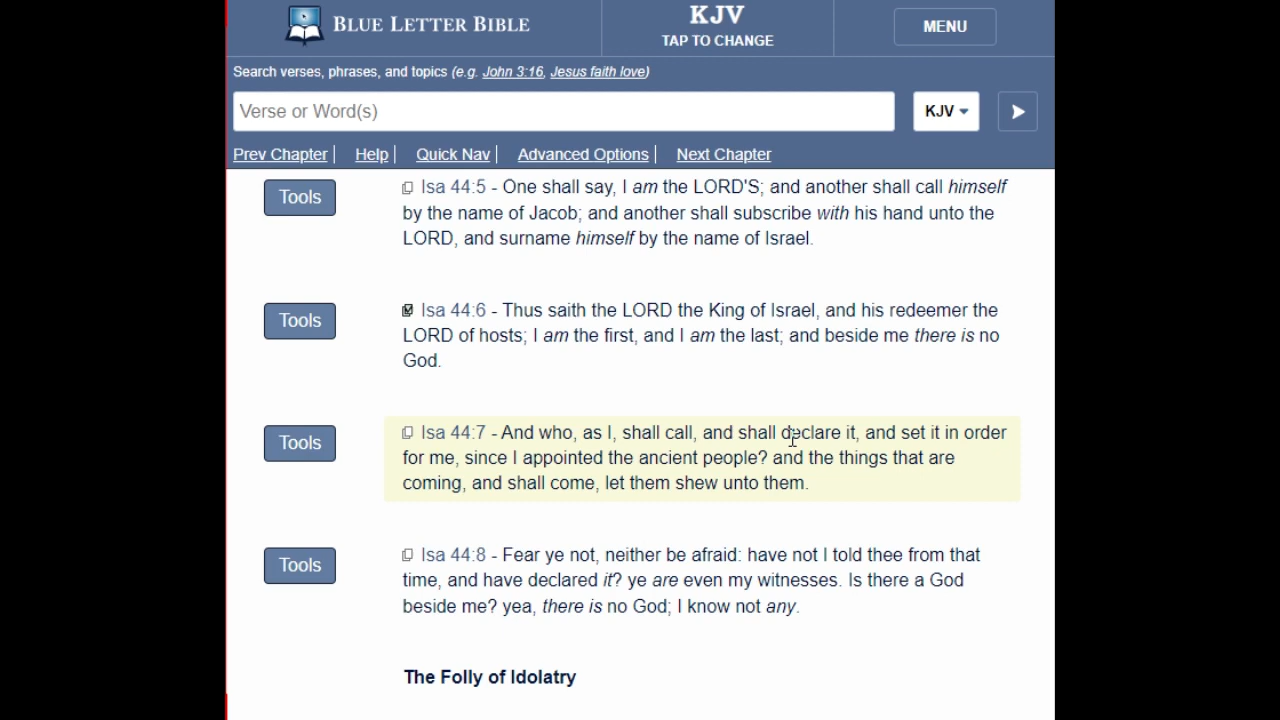 BLUE LETTER BIBLE
KJV
TAP TO CHANGE
MENU
Search verses, phrases, and topics (e.g. John 3:16, Jesus faith love)
Verse or Word(s)
KJV
Prev Chapter | Help | Quick Nav | Advanced Options | Next Chapter
Tools
Isa 44:5 - One shall say, I am the LORD'S; and another shall call himself
by the name of Jacob; and another shall subscribe with his hand unto the
LORD, and surname himself by the name of Israel.
Tools
Isa 44:6 - Thus saith the LORD the King of Israel, and his redeemer the
LORD of hosts; I am the first, and I am the last; and beside me there is no
God.
Tools
Isa 44:7 - And who, as I, shall call, and shall declare it, and set it in order
for me, since I appointed the ancient people? and the things that are
coming, and shall come, let them shew unto them.
Tools
Isa 44:8 - Fear ye not, neither be afraid: have not I told thee from that
time, and have declared it? ye are even my witnesses. Is there a God
beside me? yea, there is no God; I know not any.
The Folly of Idolatry